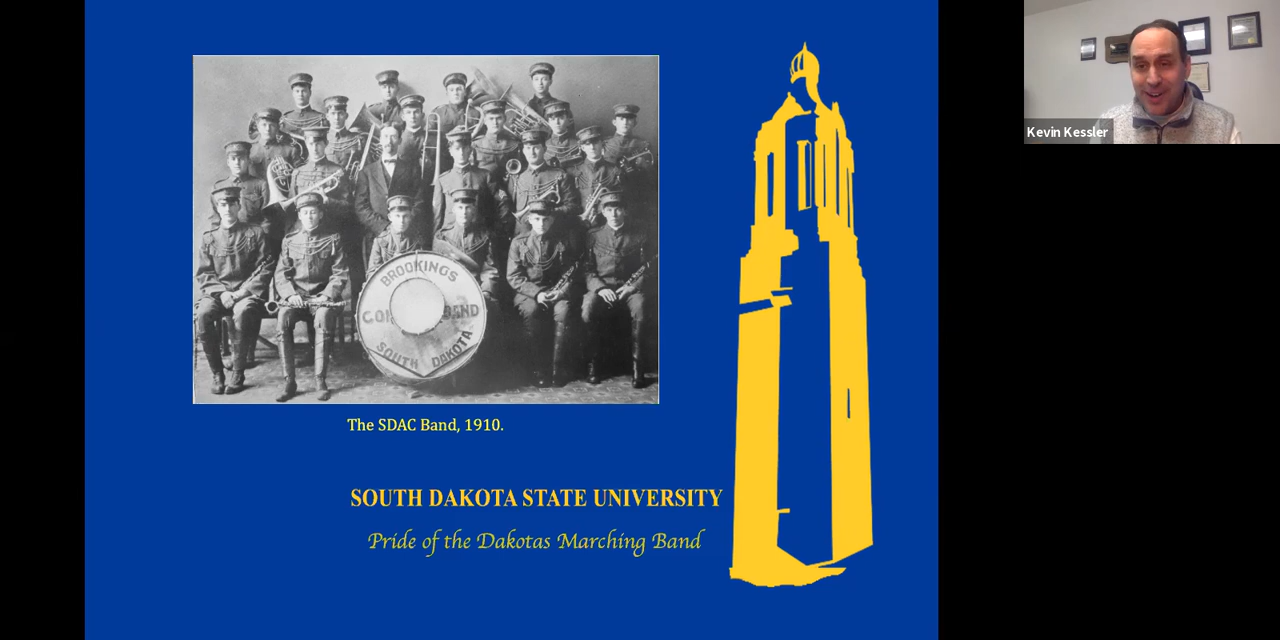 BROOKINGS
BAND
SOUTH DAKOTA
The SDAC Band, 1910.
SOUTH DAKOTA STATE UNIVERSITY
Pride of the Dakotas Marching Band
Kevin Kessler